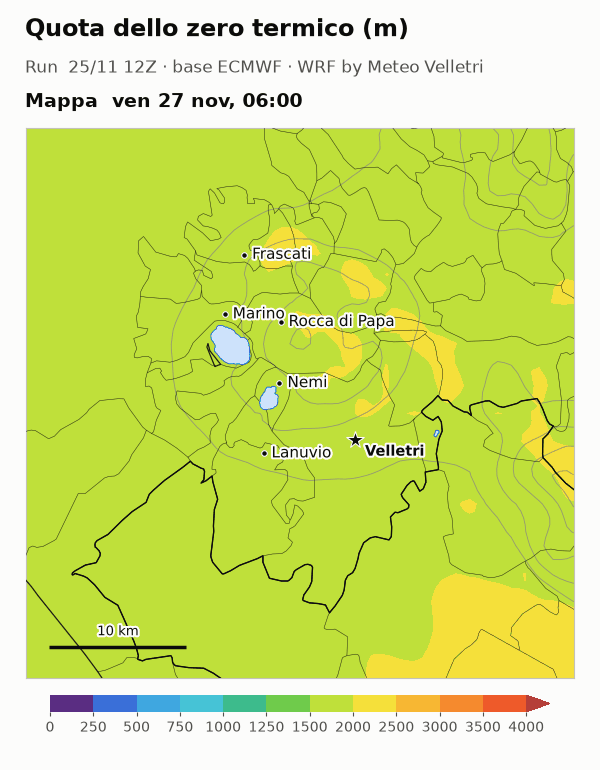 Quota dello zero termico (m)
Run  25/11 12Z · base ECMWF · WRF by Meteo Velletri
Mappa  ven 27 nov, 06:00
Frascati
Marino
Rocca di Papa
Nemi
Velletri
Lanuvio
10 km
0 250 500 750 1000 1250 1500 2000 2500 3000 3500 4000